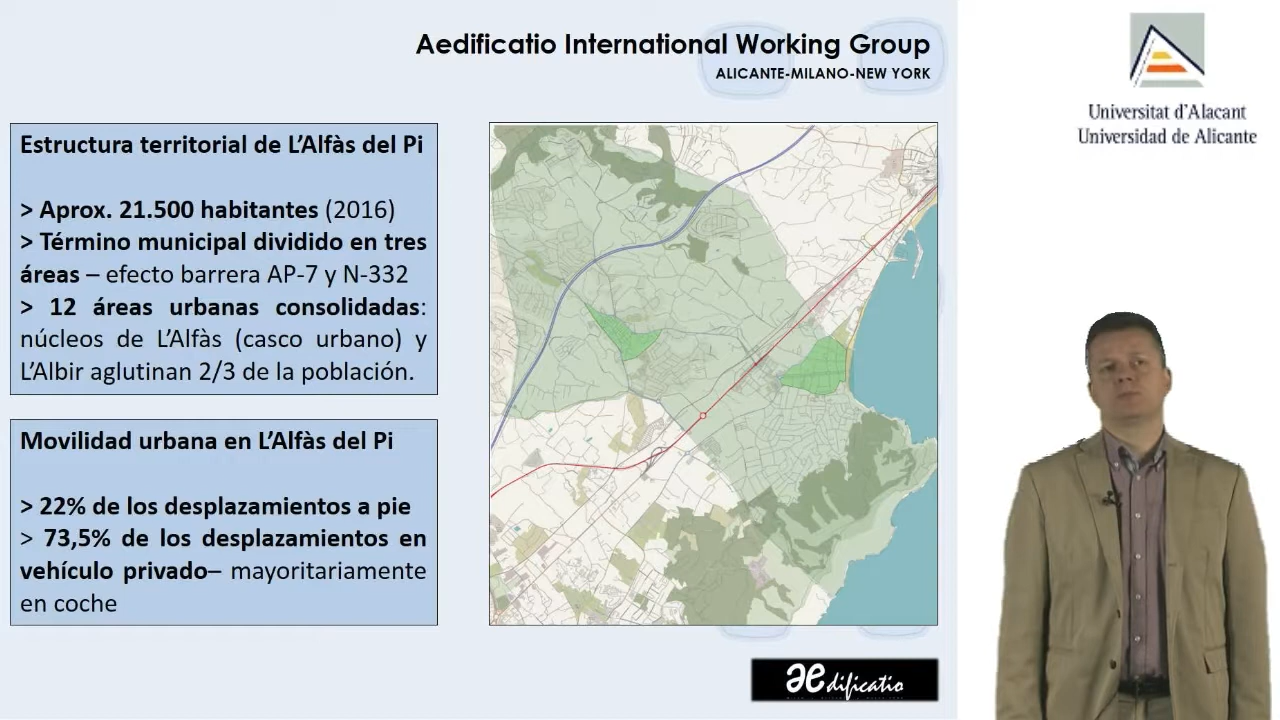 Aedificatio International Working Group
ALICANTE-MILANO-NEW YORK
Universitat d'Alacant
Universidad de Alicante
Estructura territorial de L'Alfàs del Pi
> Aprox. 21.500 habitantes (2016)
> Término municipal dividido en tres
áreas – efecto barrera AP-7 y N-332
> 12 áreas urbanas consolidadas:
núcleos de L'Alfàs (casco urbano) y
L'Albir aglutinan 2/3 de la población.
Movilidad urbana en L'Alfàs del Pi
> 22% de los desplazamientos a pie
> 73,5% de los desplazamientos en
vehículo privado– mayoritariamente
en coche
aedificatio